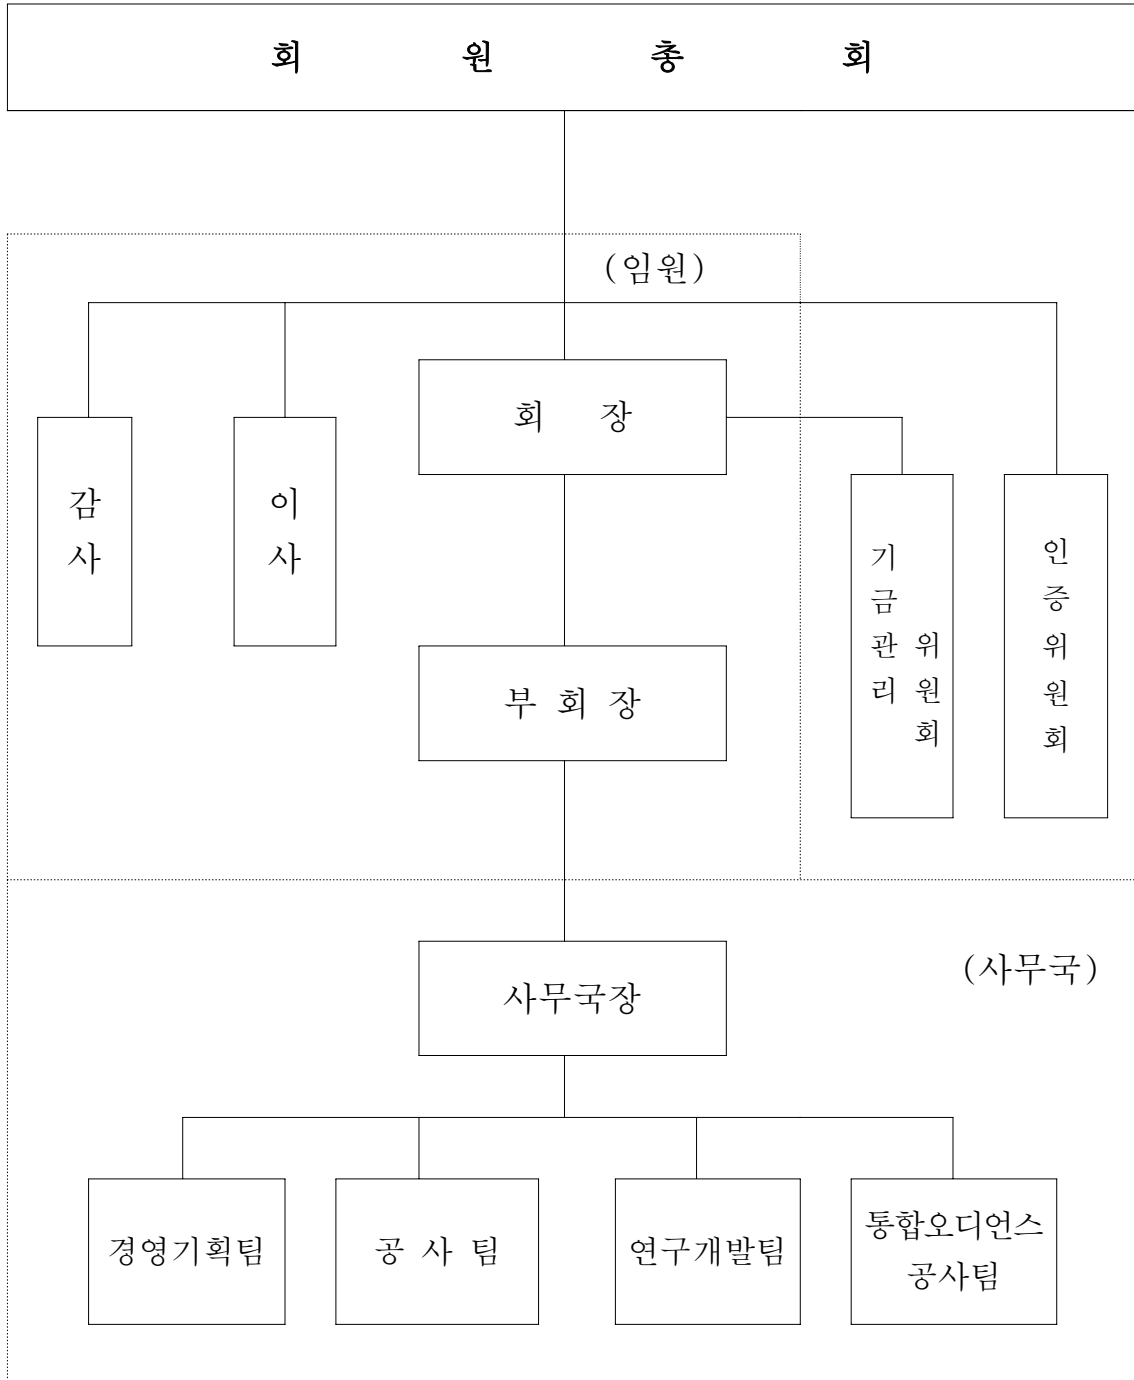 회 원 총 회
(임원)
회 장
감사
이사
기금관리
위원회
인증위원회
부 회 장
사무국장
(사무국)
경영기획팀
공 사 팀
연구개발팀
통합오디언스
공사팀